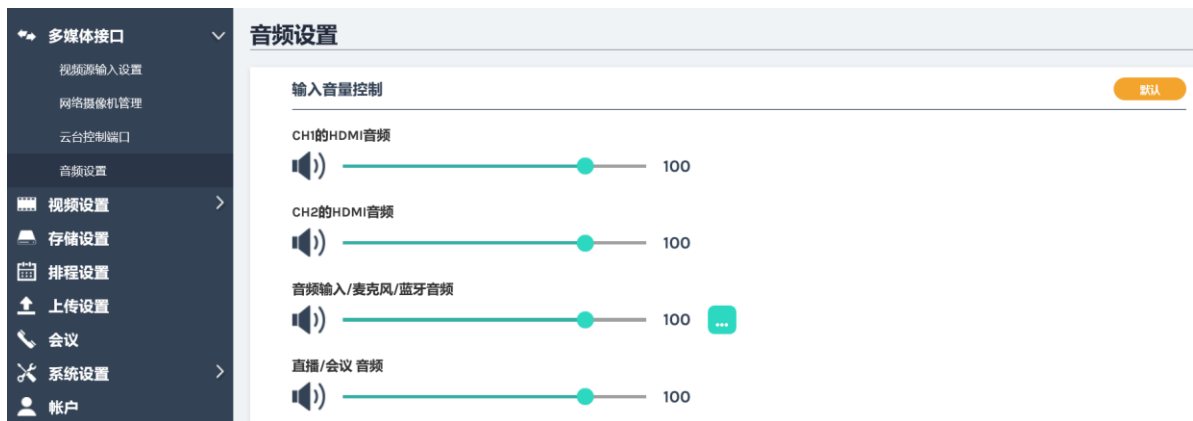 多媒体接口
视频源输入设置
网络摄像机管理
云台控制端口
音频设置
视频设置
存储设置
排程设置
上传设置
会议
系统设置
帐户
音频设置
输入音量控制
默认
CH1的HDMI音频
100
CH2的HDMI音频
100
音频输入/麦克风/蓝牙音频
100 ...
直播/会议 音频
100